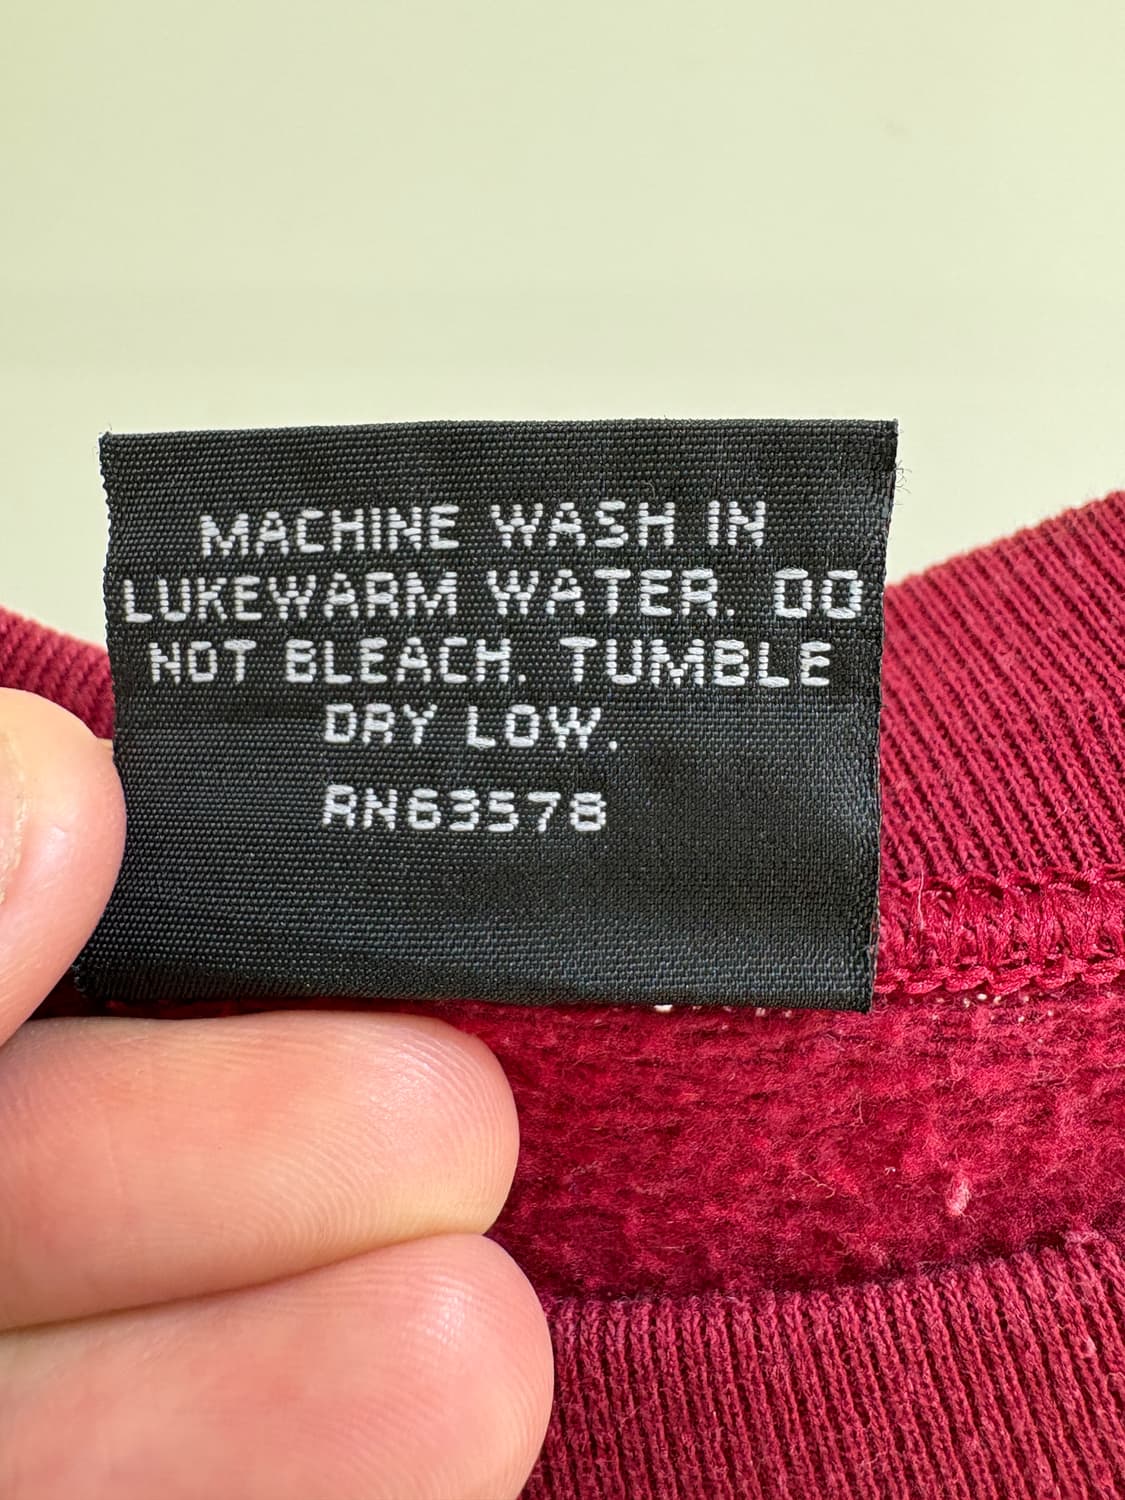 MACHINE WASH IN
LUKEWARM WATER. DO
NOT BLEACH. TUMBLE
DRY LOW.
RN63578